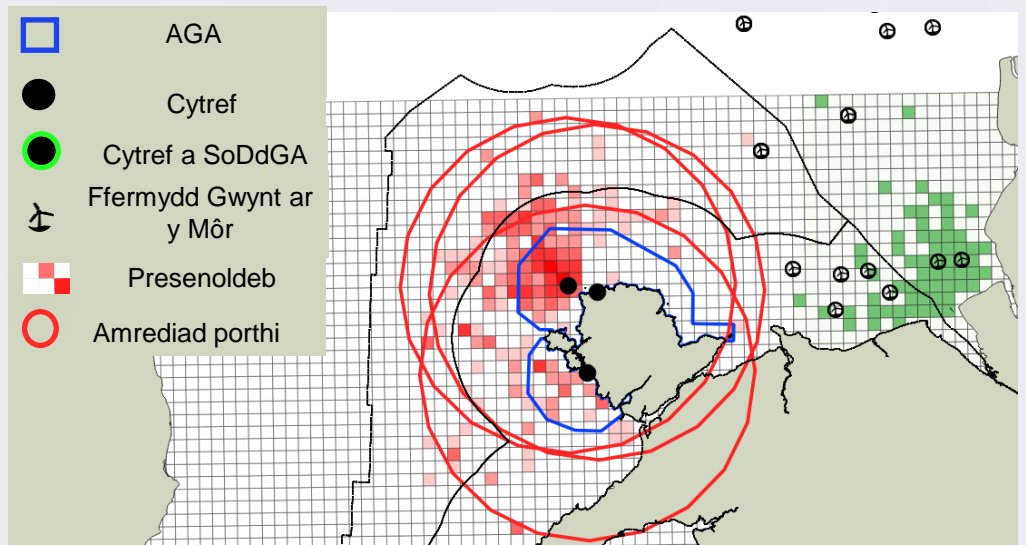 AGA
Cytref
Cytref a SoDdGA
Ffermydd Gwynt ar
y Môr
Presenoldeb
Amrediad porthi